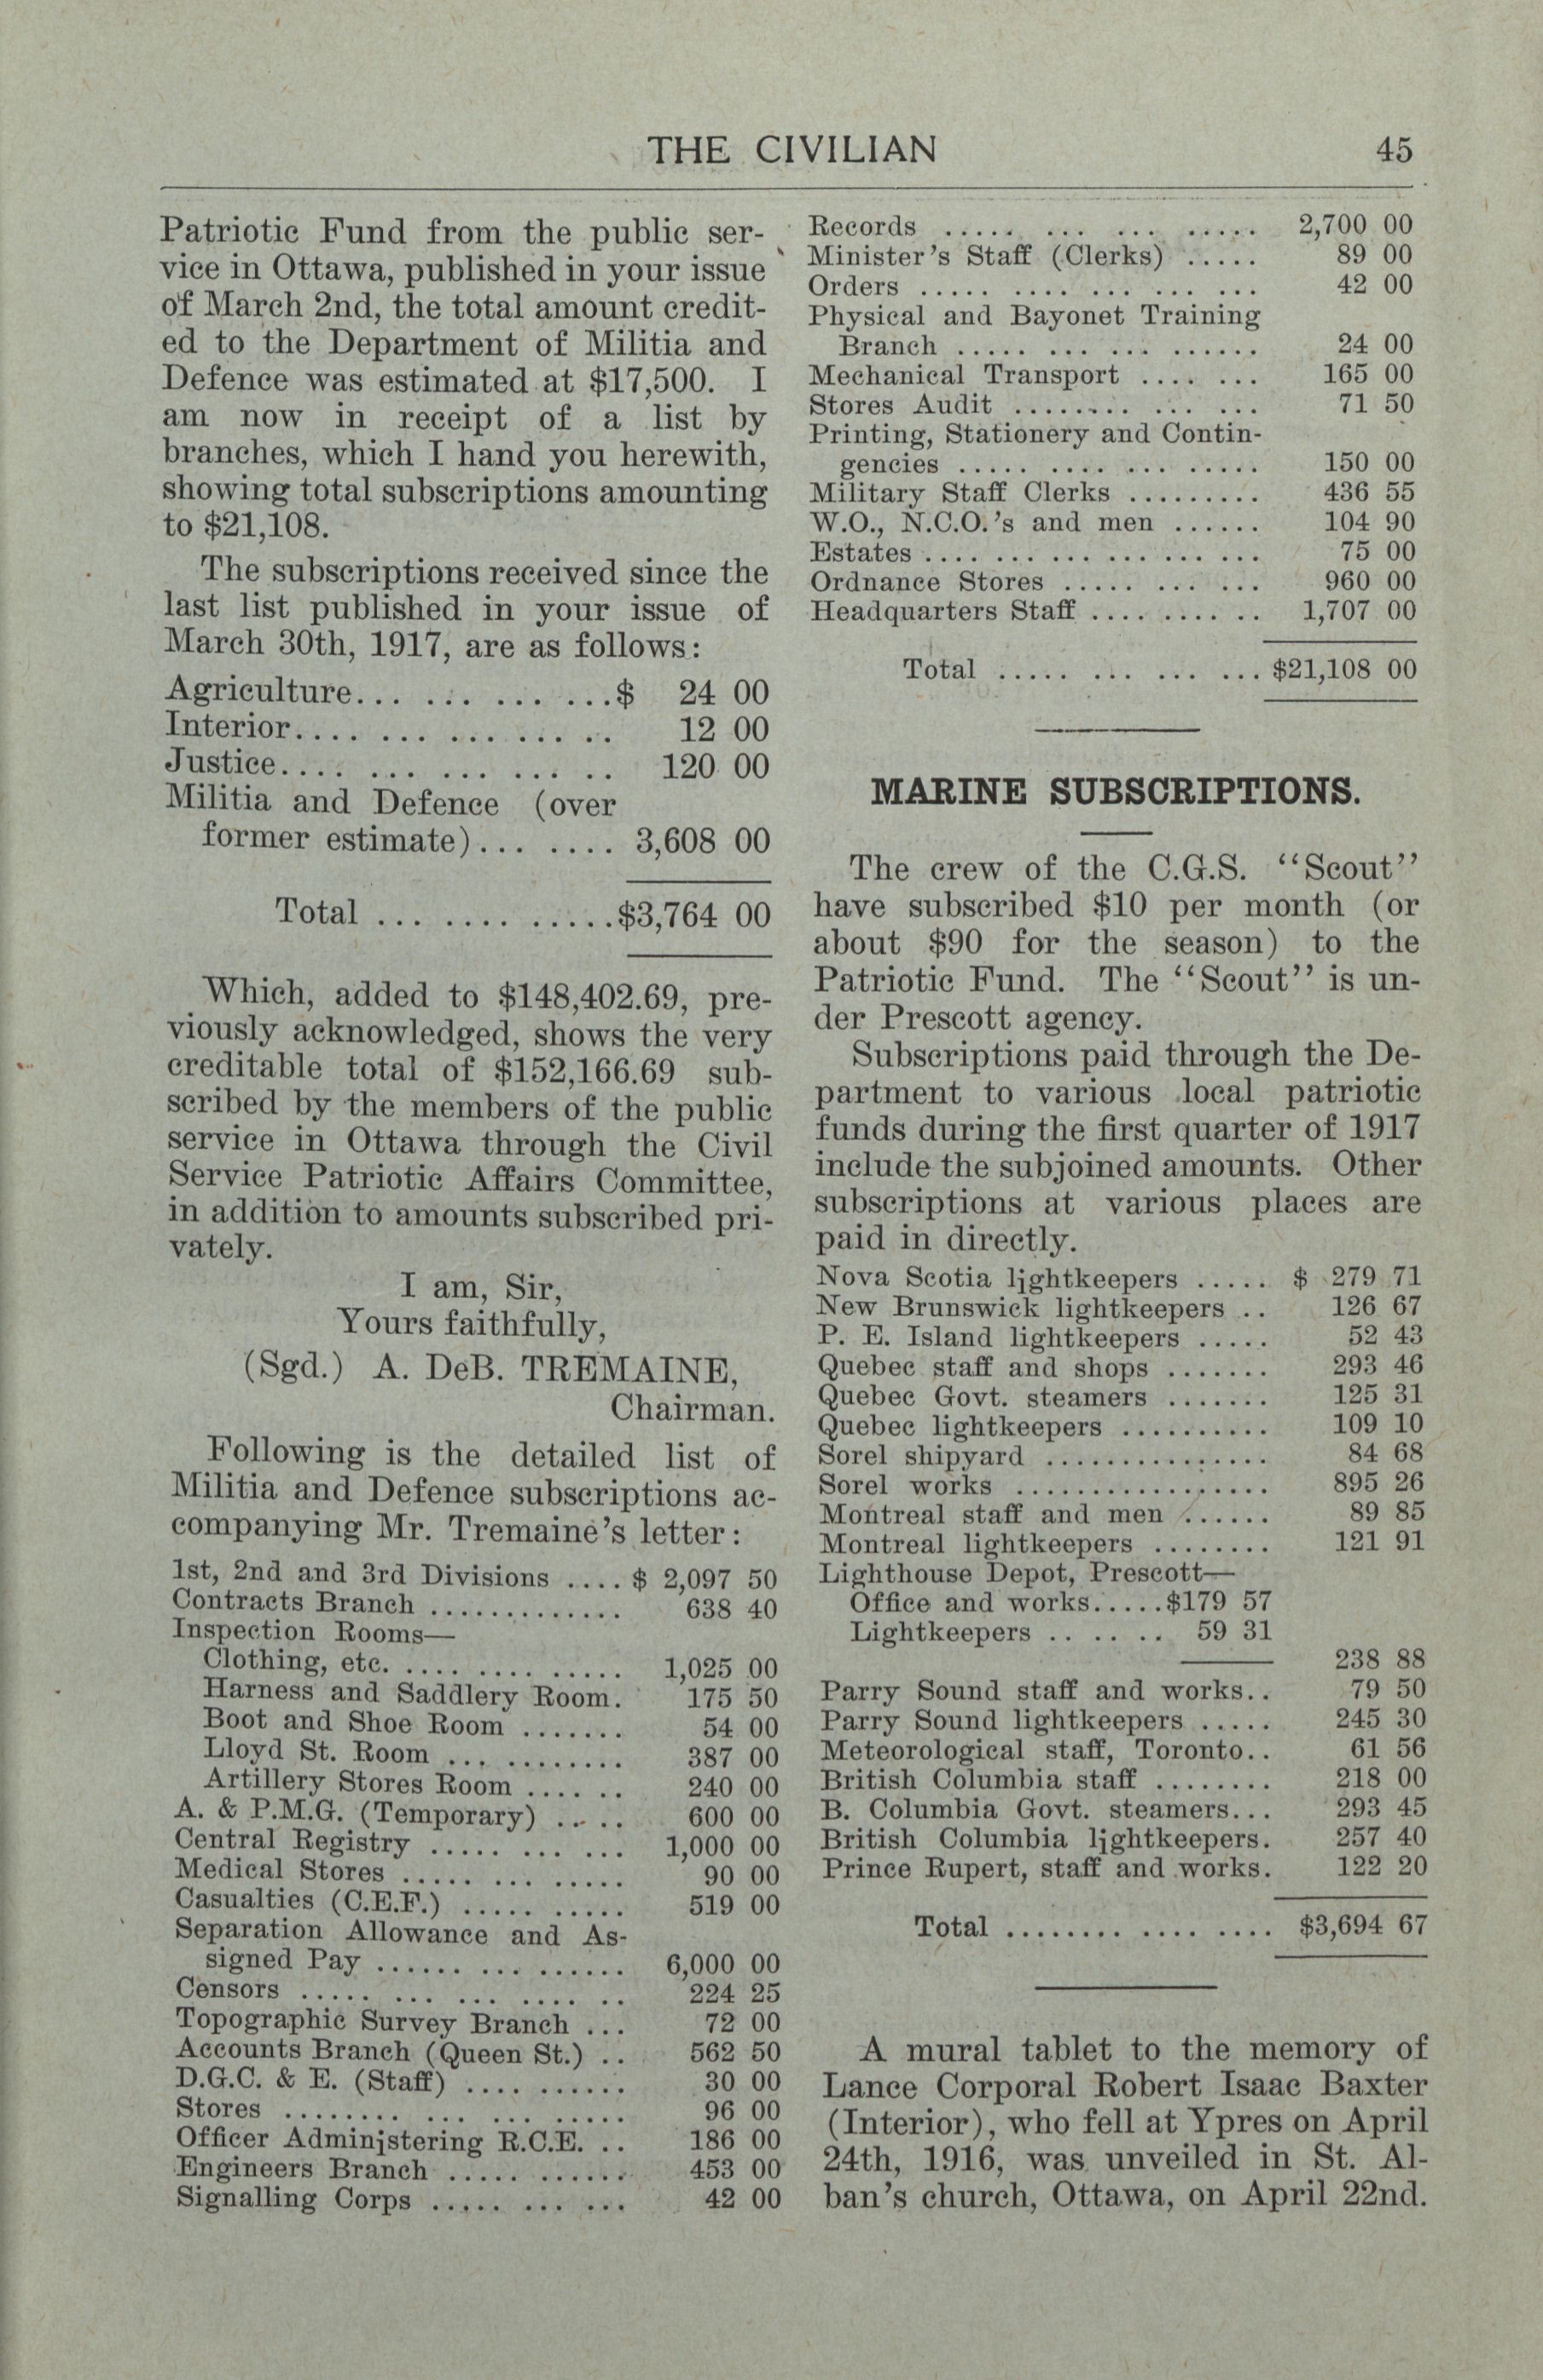 THE CIVILIAN 45
Patriotic Fund from the public ser-
vice in Ottawa, published in your issue
of March 2nd, the total amount credit-
ed to the Department of Militia and
Defence was estimated at $17,500. I
am now in receipt of a list by
branches, which I hand you herewith,
showing total subscriptions amounting
to $21,108.
The subscriptions received since the
last list published in your issue of
March 30th, 1917, are as follows:
Agriculture... ... ... ...$ 24 00
Interior.... ... ... ... .. 12 00
Justice.... ... ... ... .. 120 00
Militia and Defence (over
former estimate)... .... 3,608 00
Total ... .... .....$3,764 00
Which, added to $148,402.69, pre-
viously acknowledged, shows the very
creditable total of $152,166.69 sub-
scribed by the members of the public
service in Ottawa through the Civil
Service Patriotic Affairs Committee,
in addition to amounts subscribed pri-
vately.
I am, Sir,
Yours faithfully,
(Sgd.) A. DeB. TREMAINE,
Chairman.
Following is the detailed list of
Militia and Defence subscriptions ac-
companying Mr. Tremaine's letter:
1st, 2nd and 3rd Divisions .... $ 2,097 50
Contracts Branch ............. 638 40
Inspection Rooms—
Clothing, etc. .... .... ..... 1,025 00
Harness and Saddlery Room. 175 50
Boot and Shoe Room ....... 54 00
Lloyd St. Room ... ......... 387 00
Artillery Stores Room .... .. 240 00
A. & P.M.G. (Temporary) ... .. 600 00
Central Registry ..... ... ... 1,000 00
Medical Stores ..... ... ..... 90 00
Casualties (C.E.F.) ..... ..... 519 00
Separation Allowance and As-
signed Pay ...... ... ...... 6,000 00
Censors ..... ... ... .... .. 224 25
Topographic Survey Branch ... 72 00
Accounts Branch (Queen St.) .. 562 50
D.G.C. & E. (Staff) .... ...... 30 00
Stores ........ ... ... ..... 96 00
Officer Administering R.C.E. .. 186 00
Engineers Branch ..... ...... 453 00
Signalling Corps ..... ... ... 42 00
Records ..... ... ... ..... 2,700 00
Minister's Staff (Clerks) ..... 89 00
Orders ..... .... ... ... ... 42 00
Physical and Bayonet Training
Branch ..... ... ... ...... 24 00
Mechanical Transport .... ... 165 00
Stores Audit ........ ... ... 71 50
Printing, Stationery and Contin-
gencies ..... .... ... ..... 150 00
Military Staff Clerks ......... 436 55
W.O., N.C.O.'s and men ...... 104 90
Estates .... ... ... ... ... ... 75 00
Ordnance Stores ..... ... ... 960 00
Headquarters Staff .... .... .. 1,707 00
Total ..... ... ... ... $21,108 00
MARINE SUBSCRIPTIONS.
The crew of the C.G.S. "Scout"
have subscribed $10 per month (or
about $90 for the season) to the
Patriotic Fund. The "Scout" is un-
der Prescott agency.
Subscriptions paid through the De-
partment to various local patriotic
funds during the first quarter of 1917
include the subjoined amounts. Other
subscriptions at various places are
paid in directly.
Nova Scotia lightkeepers ..... $ 279 71
New Brunswick lightkeepers .. 126 67
P. E. Island lightkeepers ..... 52 43
Quebec staff and shops ....... 293 46
Quebec Govt. steamers ....... 125 31
Quebec lightkeepers .......... 109 10
Sorel shipyard ............... 84 68
Sorel works ................. 895 26
Montreal staff and men ...... 89 85
Montreal lightkeepers ........ 121 91
Lighthouse Depot, Prescott—
Office and works.....$179 57
Lightkeepers .. .. .. .. 59 31
238 88
Parry Sound staff and works.. 79 50
Parry Sound lightkeepers ..... 245 30
Meteorological staff, Toronto.. 61 56
British Columbia staff ........ 218 00
B. Columbia Govt. steamers... 293 45
British Columbia lightkeepers. 257 40
Prince Rupert, staff and works. 122 20
Total ........ .... .... $3,694 67
A mural tablet to the memory of
Lance Corporal Robert Isaac Baxter
(Interior), who fell at Ypres on April
24th, 1916, was unveiled in St. Al-
ban's church, Ottawa, on April 22nd.